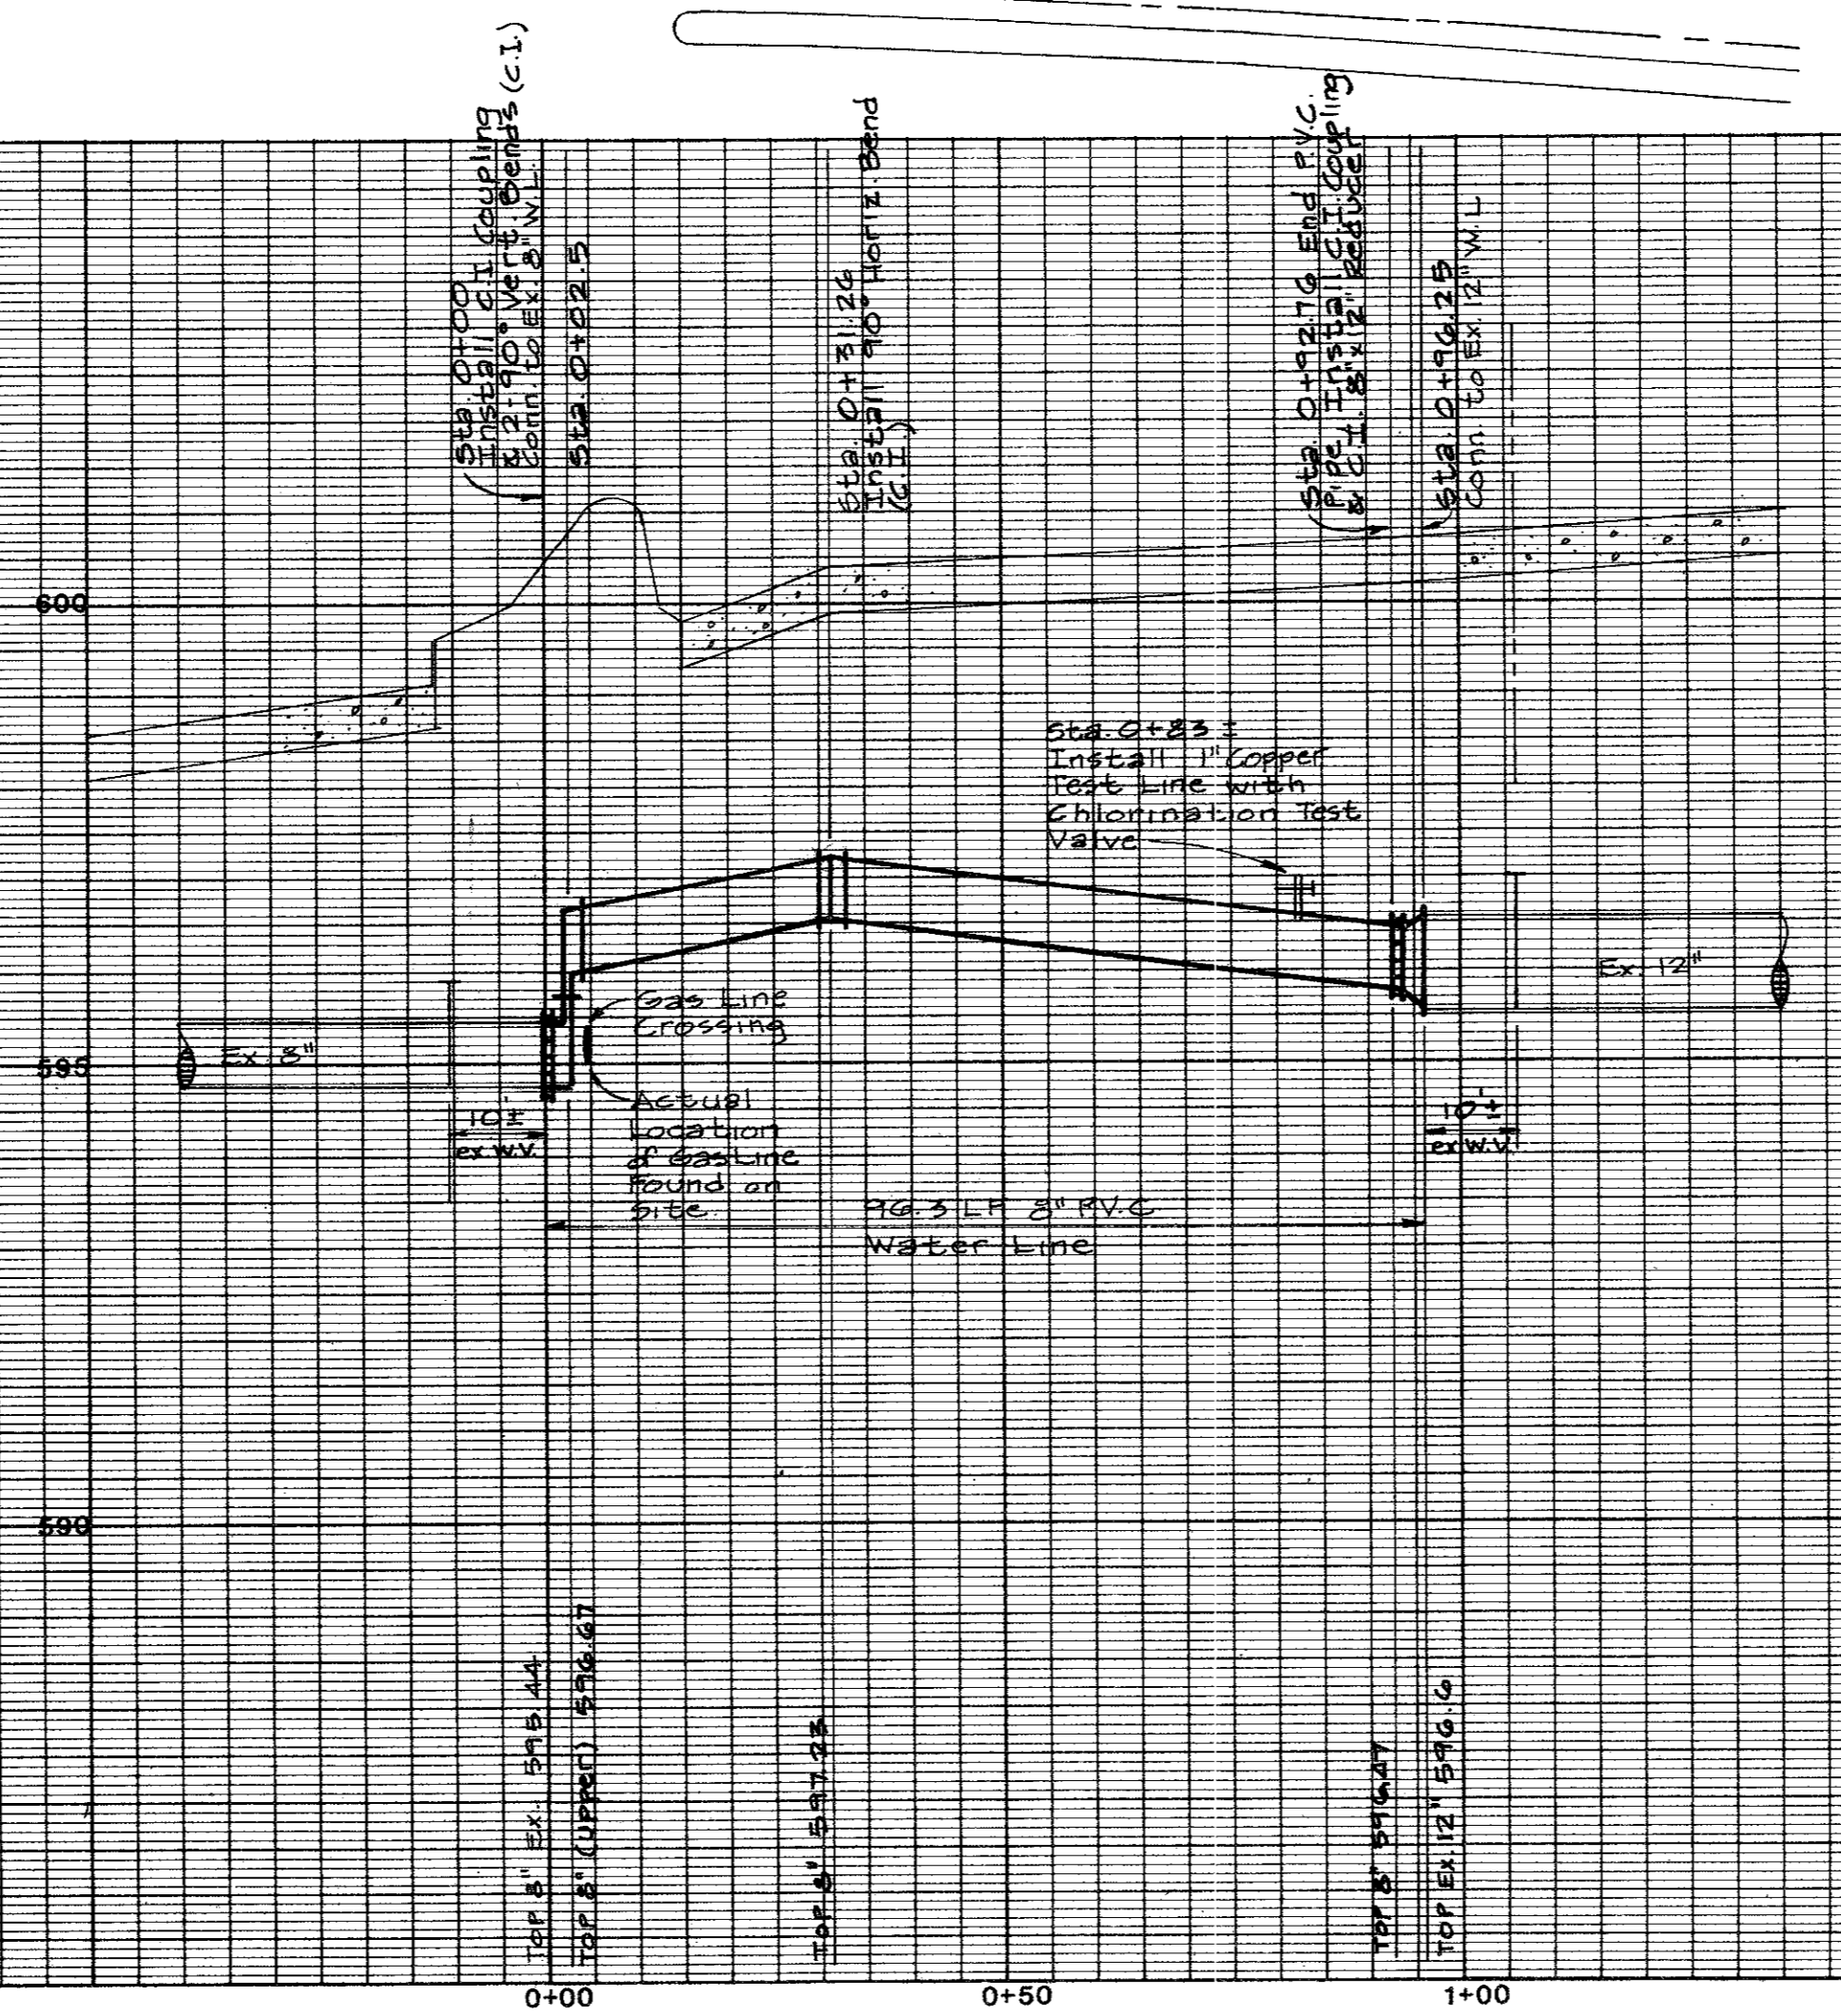 Sta. 0+00
Install C.I. Coupling
& 2-90° Vert. Bends (C.I.)
Conn. to Ex. 8" W.L.
Sta. 0+02.5
Sta. 0+31.26
Install 90° Horiz. Bend
(C.I.)
Sta. 0+92.76 End P.V.C.
Pipe Install C.I. Coupling
& C.I. 8"x12" Reducer
Sta. 0+96.25
Conn. to Ex. 12" W.L
600
Sta. 0+83 ±
Install 1" Copper
Test Line with
Chlorination Test
Valve
Gas Line
Crossing
Ex. 8"
Ex. 12"
595
Actual
Location
of Gas Line
Found on
Site.
10'±
ex W.V.
10'±
ex W.V.
96.3 LF 8" P.V.C
Water Line
590
TOP 8" Ex. 595.44
TOP 8" (Upper) 596.67
TOP 8" 597.23
TOP 8" 596.47
TOP Ex. 12" 596.6
0+00
0+50
1+00